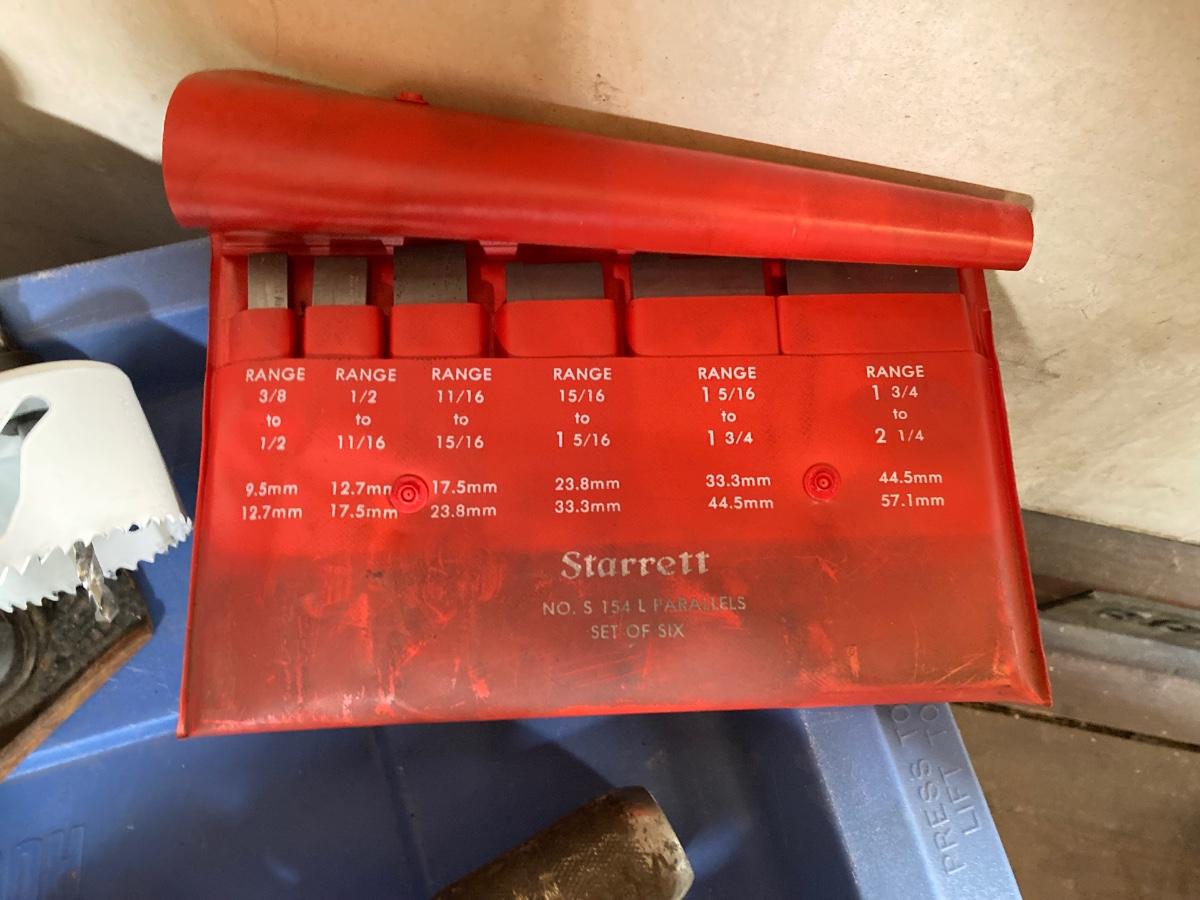 RANGE RANGE RANGE RANGE RANGE RANGE
3/8 1/2 11/16 15/16 1 5/16 1 3/4
to to to to to to
1/2 11/16 15/16 1 5/16 1 3/4 2 1/4
9.5mm 12.7mm 17.5mm 23.8mm 33.3mm 44.5mm
12.7mm 17.5mm 23.8mm 33.3mm 44.5mm 57.1mm
Starrett
NO. S 154 L PARALLELS
SET OF SIX
PRESS TO
LIFT TO